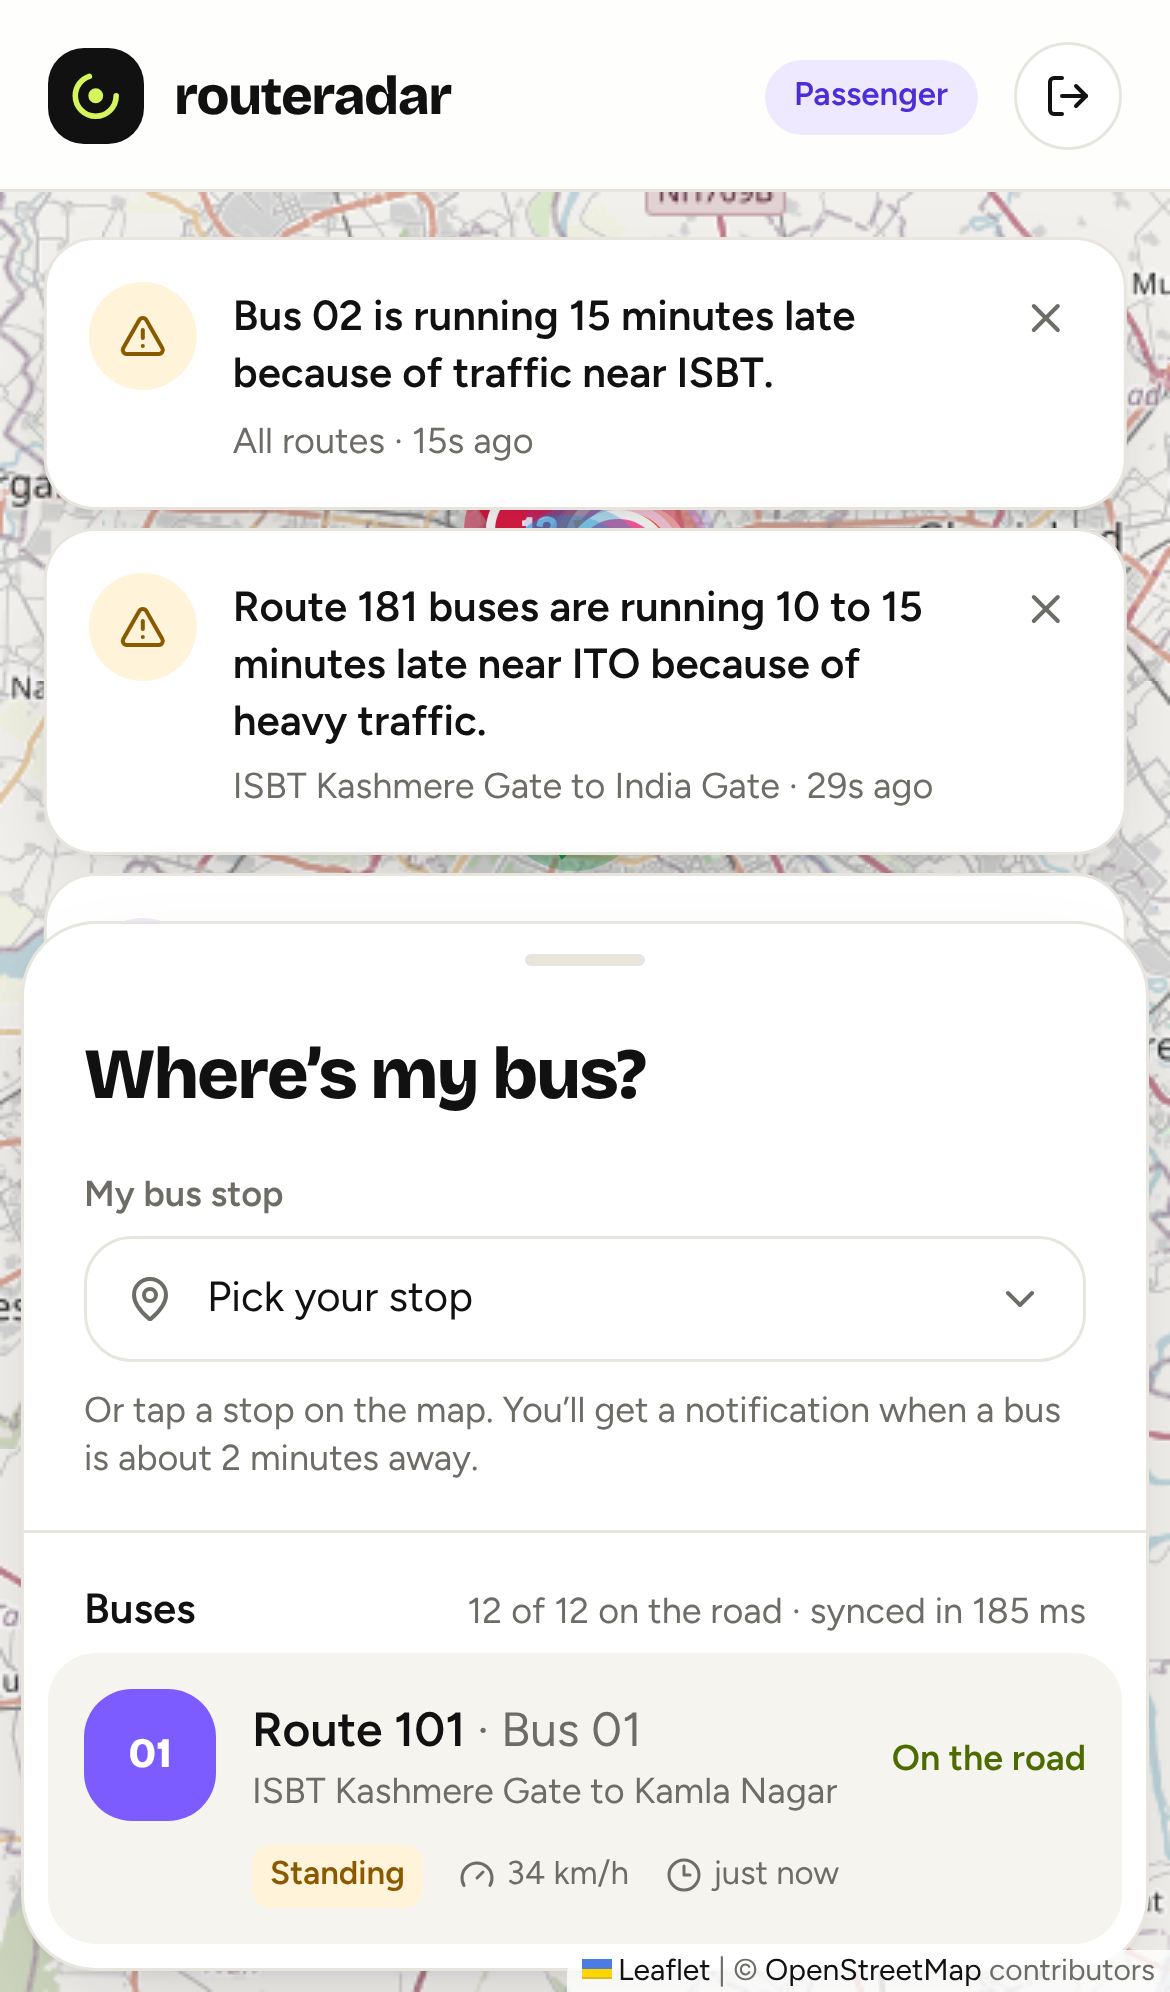 routeradar
Passenger
NH709B
Mu
Bus 02 is running 15 minutes late
because of traffic near ISBT.
All routes · 15s ago
12
Route 181 buses are running 10 to 15
minutes late near ITO because of
heavy traffic.
ISBT Kashmere Gate to India Gate · 29s ago
Na
Where's my bus?
My bus stop
Pick your stop
Or tap a stop on the map. You'll get a notification when a bus
is about 2 minutes away.
Buses
12 of 12 on the road · synced in 185 ms
01
Route 101 · Bus 01
On the road
ISBT Kashmere Gate to Kamla Nagar
Standing
34 km/h
just now
Leaflet | © OpenStreetMap contributors